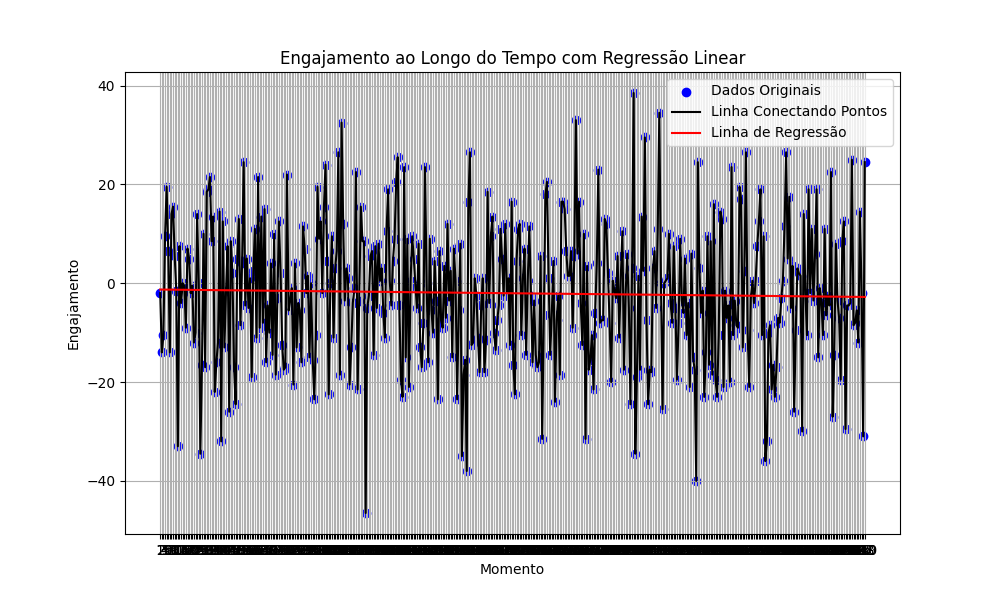 Engajamento ao Longo do Tempo com Regressão Linear
Dados Originais
Linha Conectando Pontos
Linha de Regressão
40
20
0
−20
−40
Engajamento
Momento